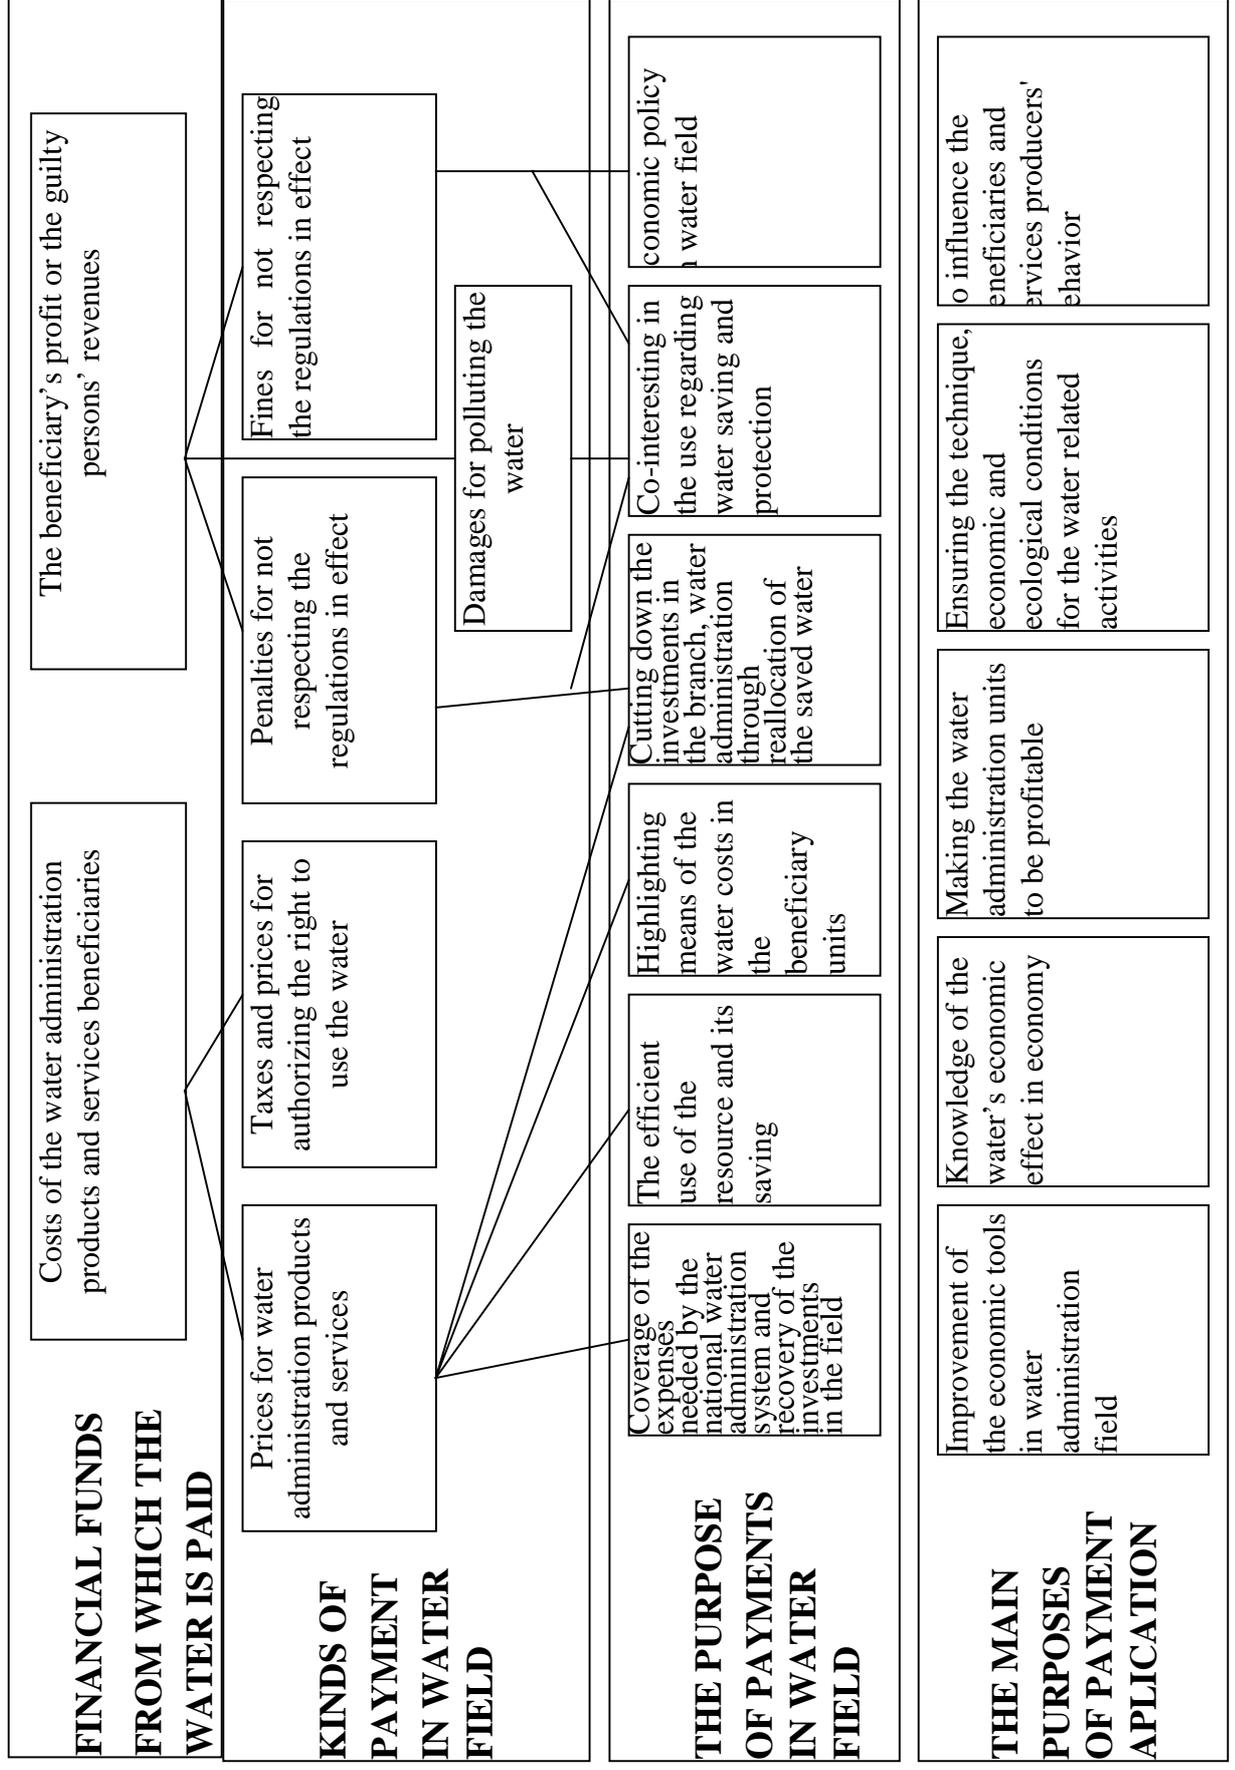 FINANCIAL FUNDS
FROM WHICH THE
WATER IS PAID
Costs of the water administration
products and services beneficiaries
The beneficiary's profit or the guilty
persons' revenues
KINDS OF
PAYMENT
IN WATER
FIELD
Prices for water
administration products
and services
Taxes and prices for
authorizing the right to
use the water
Penalties for not
respecting the
regulations in effect
Fines for not respecting
the regulations in effect
Damages for polluting the
water
THE PURPOSE
OF PAYMENTS
IN WATER
FIELD
Coverage of the
expenses
needed by the
national water
administration
system and
recovery of the
investments
in the field
The efficient
use of the
resource and its
saving
Highlighting
means of the
water costs in
the
beneficiary
units
Cutting down the
investments in
the branch, water
administration
through
reallocation of
the saved water
Co-interesting in
the use regarding
water saving and
protection
conomic policy
water field
THE MAIN
PURPOSES
OF PAYMENT
APLICATION
Improvement of
the economic tools
in water
administration
field
Knowledge of the
water's economic
effect in economy
Making the water
administration units
to be profitable
Ensuring the technique,
economic and
ecological conditions
for the water related
activities
o influence the
eneficiaries and
ervices producers'
ehavior